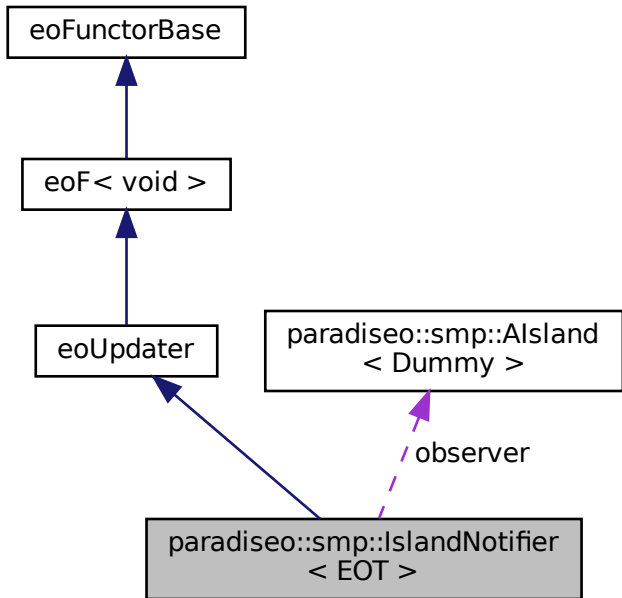 eoFunctorBase
eoF< void >
eoUpdater
paradiseo::smp::AIsland
< Dummy >
observer
paradiseo::smp::IslandNotifier
< EOT >